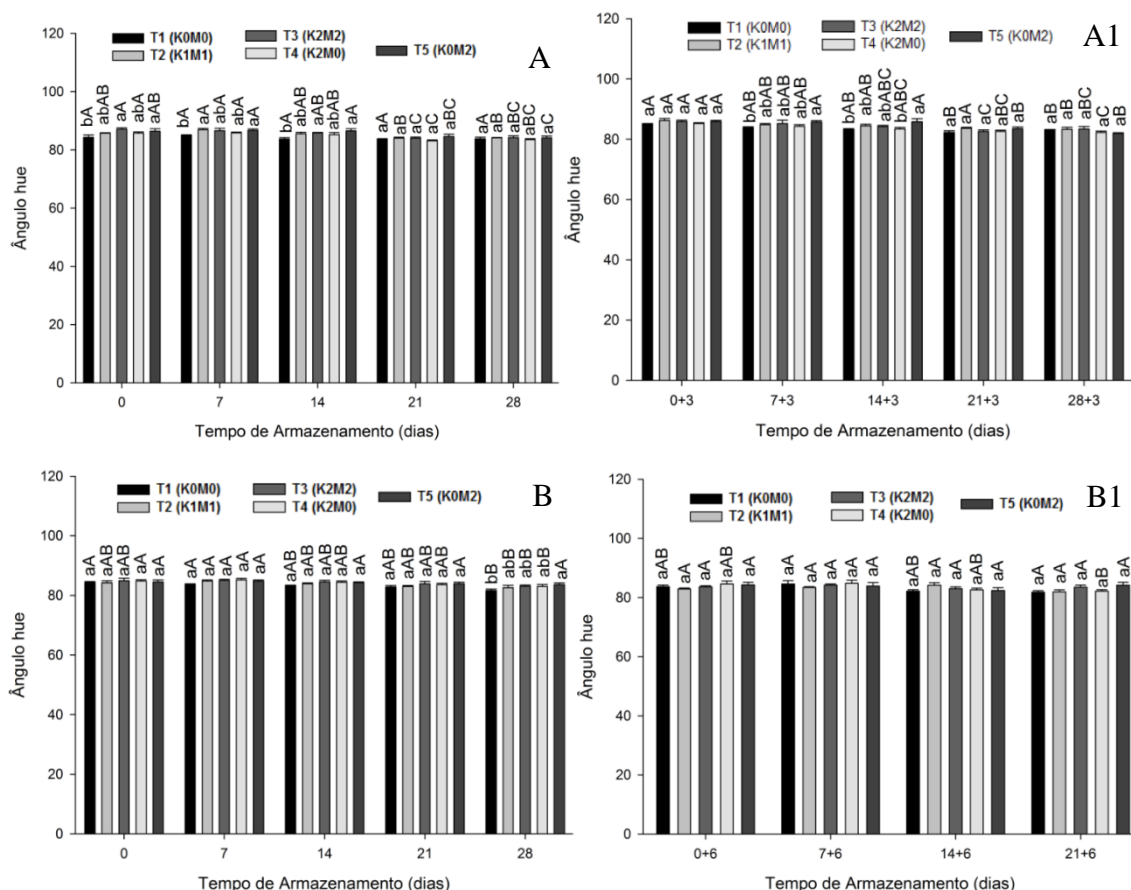 T1 (K0M0) T3 (K2M2) T5 (K0M2)
T2 (K1M1) T4 (K2M0)
A
120
100
80
60
40
20
0
Ângulo hue
bA abAB aA abA aAB
bA aA abA abA aA
bA abAB abAB abAB aA
aA aB aC aC aBC
aA aB aBC aBC aC
0 7 14 21 28
Tempo de Armazenamento (dias)
T1 (K0M0) T3 (K2M2) T5 (K0M2)
T2 (K1M1) T4 (K2M0)
A1
120
100
80
60
40
20
0
Ângulo hue
aA aA aA aA aA
bAB abAB abAB abAB aA
bAB abAB abABC bABC aA
aB aA aC aBC aB
aB aB aBC aC aB
0+3 7+3 14+3 21+3 28+3
Tempo de Armazenamento (dias)
T1 (K0M0) T3 (K2M2) T5 (K0M2)
T2 (K1M1) T4 (K2M0)
B
120
100
80
60
40
20
0
Ângulo hue
aA aAB aAB aA aA
aA aA aA aA aA
aAB aAB aAB aAB aA
aAB aAB aAB aAB aA
bB abB abB abB aA
0 7 14 21 28
Tempo de Armazenamento (dias)
T1 (K0M0) T3 (K2M2) T5 (K0M2)
T2 (K1M1) T4 (K2M0)
B1
120
100
80
60
40
20
0
Ângulo hue
aAB aA aA aAB aA
aA aA aA aA aA
aAB aA aA aAB aA
aA aA aA aB aA
0+6 7+6 14+6 21+6
Tempo de Armazenamento (dias)